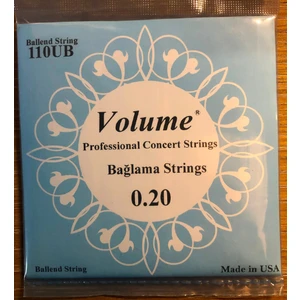 Ballend String
110UB
Volume®
Professional Concert Strings
Bağlama Strings
0.20
Ballend String
Made in USA